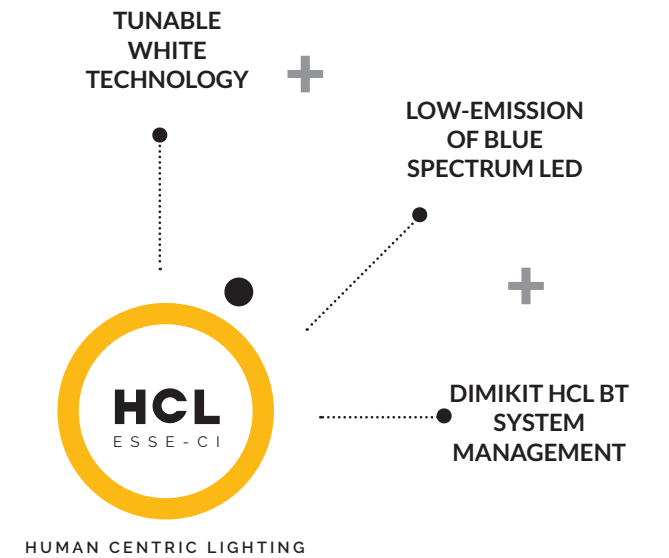 TUNABLE
WHITE
TECHNOLOGY
+
LOW-EMISSION
OF BLUE
SPECTRUM LED
+
DIMIKIT HCL BT
SYSTEM
MANAGEMENT
HCL
ESSE-CI
HUMAN CENTRIC LIGHTING